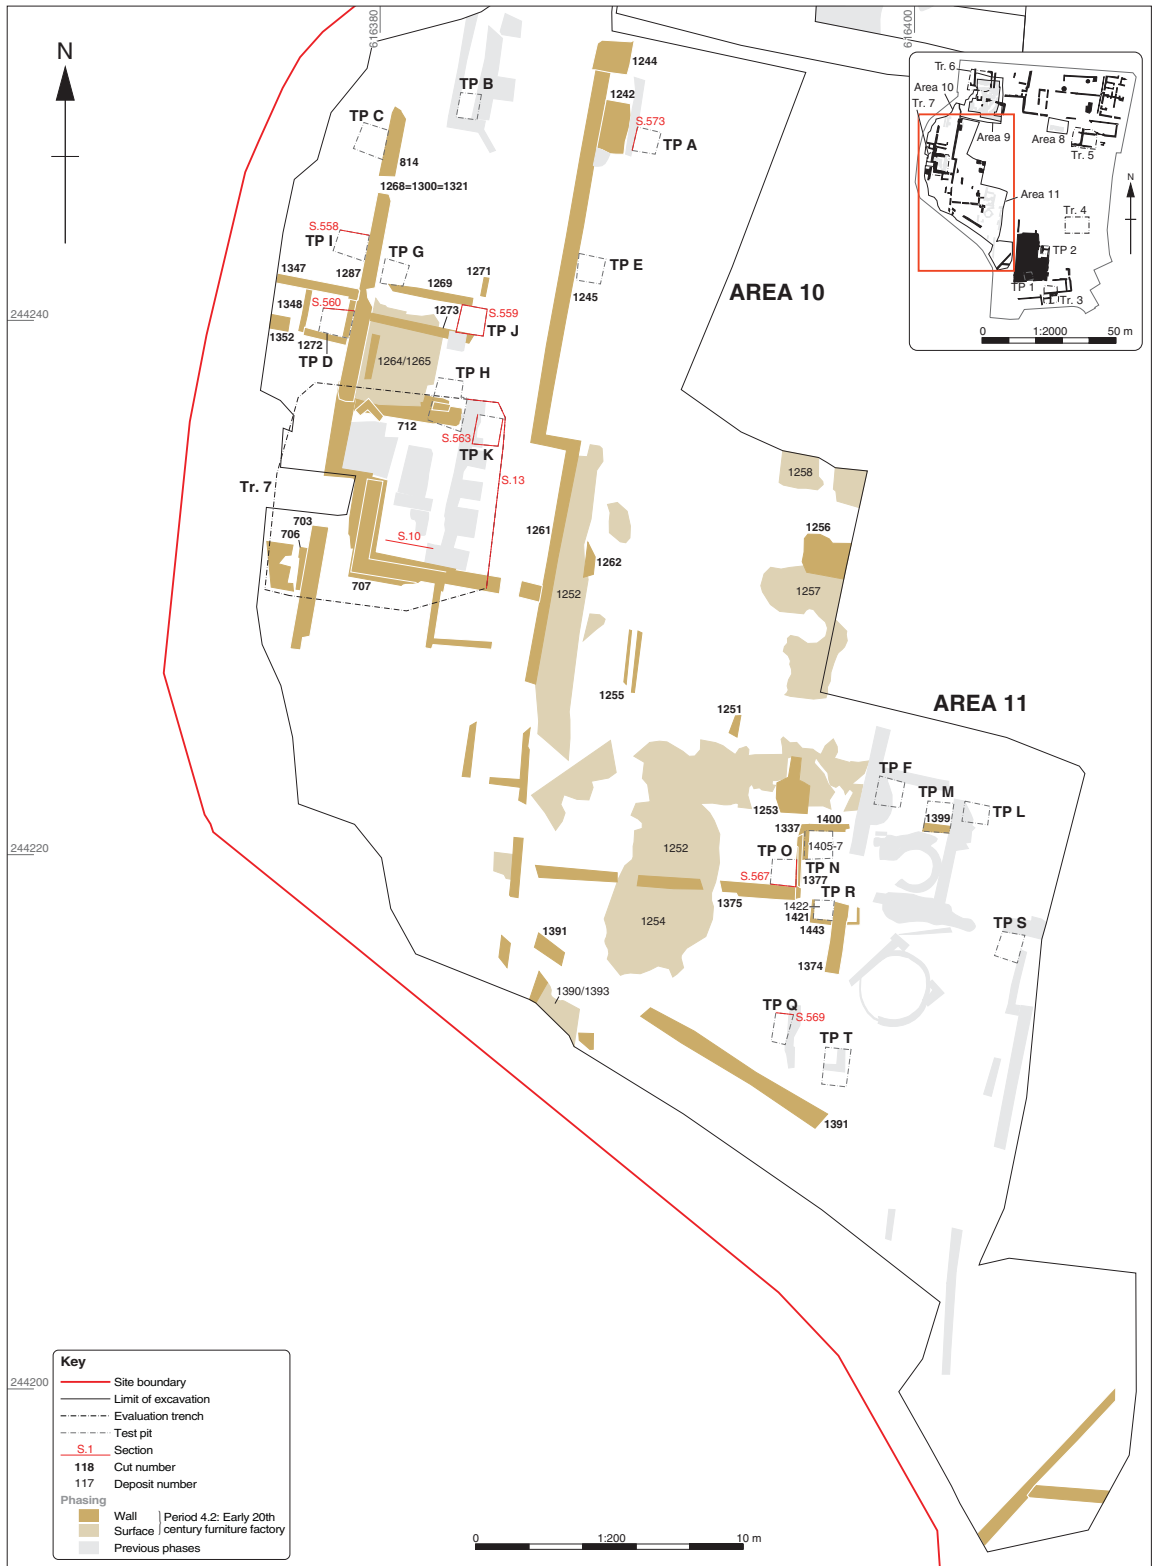 616380
616400
N
1244
TP B
1242
TP C
S.573
TP A
814
1268=1300=1321
S.558
TP I
TP G
TP E
1347
1287
1269
1271
1245
AREA 10
1348
S.560
1273
S.559
244240
TP J
1352
1272
TP D
1264/1265
TP H
712
S.563
TP K
1258
Tr. 7
S.13
703
706
1261
1256
S.10
1262
1252
1257
707
1255
1251
AREA 11
TP F
TP M
TP L
1253
1400
1399
1337
244220
1252
TP O
1405-7
S.567
TP N
1377
TP R
1375
1422
1421
1254
1443
TP S
1391
1374
1390/1393
TP Q
S.569
TP T
1391
244200
Tr. 6
Area 10
Tr. 7
Area 9
Area 8
Tr. 5
Area 11
N
Tr. 4
TP 2
TP 1
Tr. 3
0 1:2000 50 m
Key
Site boundary
Limit of excavation
Evaluation trench
Test pit
S.1 Section
118 Cut number
117 Deposit number
Phasing
Wall Period 4.2: Early 20th
Surface century furniture factory
Previous phases
0 1:200 10 m